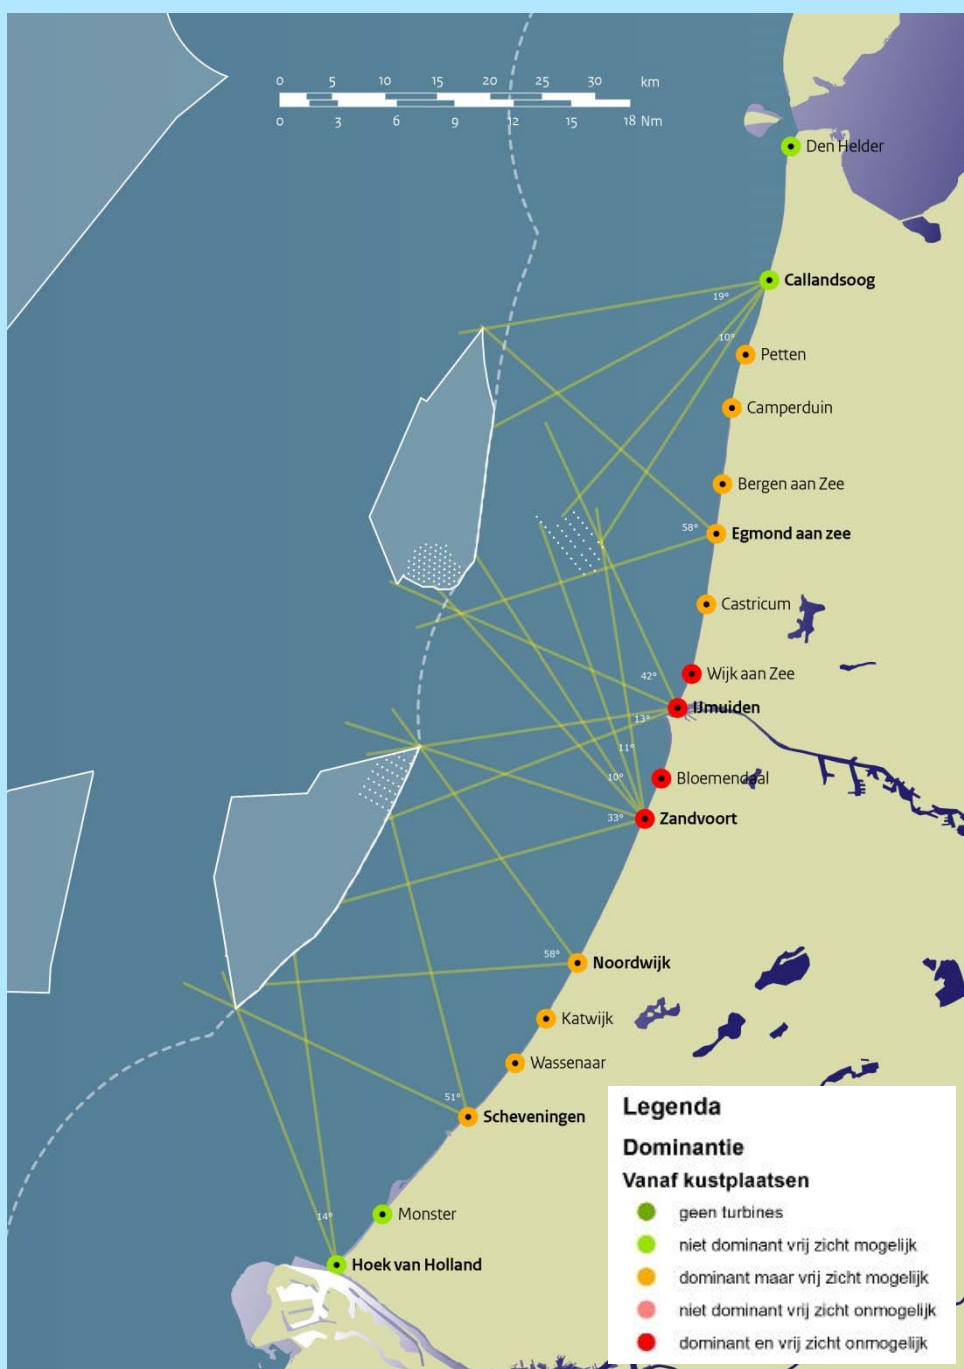 0 5 10 15 20 25 30 km
0 3 6 9 12 15 18 Nm
Den Helder
Callandsoog
19°
10°
Petten
Camperduin
Bergen aan Zee
58°
Egmond aan zee
Castricum
42°
Wijk aan Zee
IJmuiden
13°
11°
10°
Bloemendaal
33°
Zandvoort
58°
Noordwijk
Katwijk
Wassenaar
51°
Scheveningen
14°
Monster
Hoek van Holland
Legenda
Dominantie
Vanaf kustplaatsen
geen turbines
niet dominant vrij zicht mogelijk
dominant maar vrij zicht mogelijk
niet dominant vrij zicht onmogelijk
dominant en vrij zicht onmogelijk